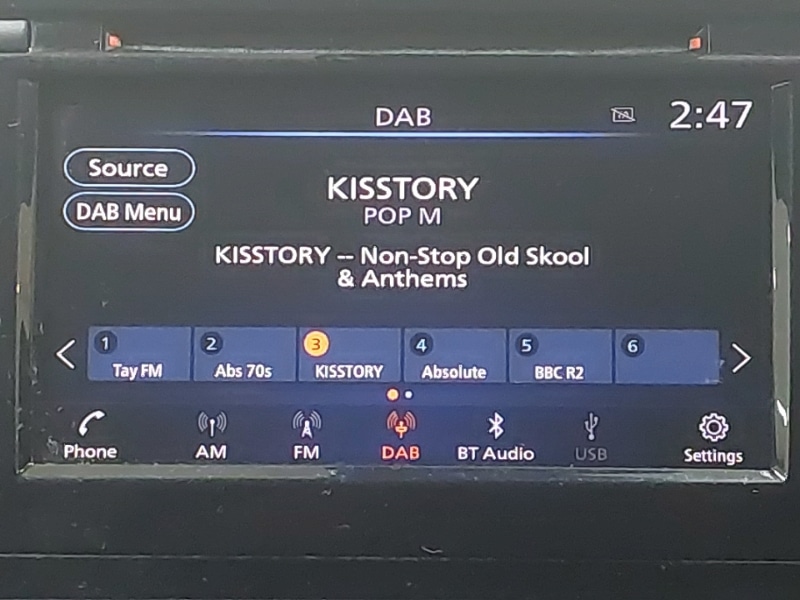 DAB
TA
2:47
Source
DAB Menu
KISSTORY
POP M
KISSTORY -- Non-Stop Old Skool
& Anthems
1 2 3 4 5 6
Tay FM Abs 70s KISSTORY Absolute BBC R2
Phone AM FM DAB BT Audio USB Settings